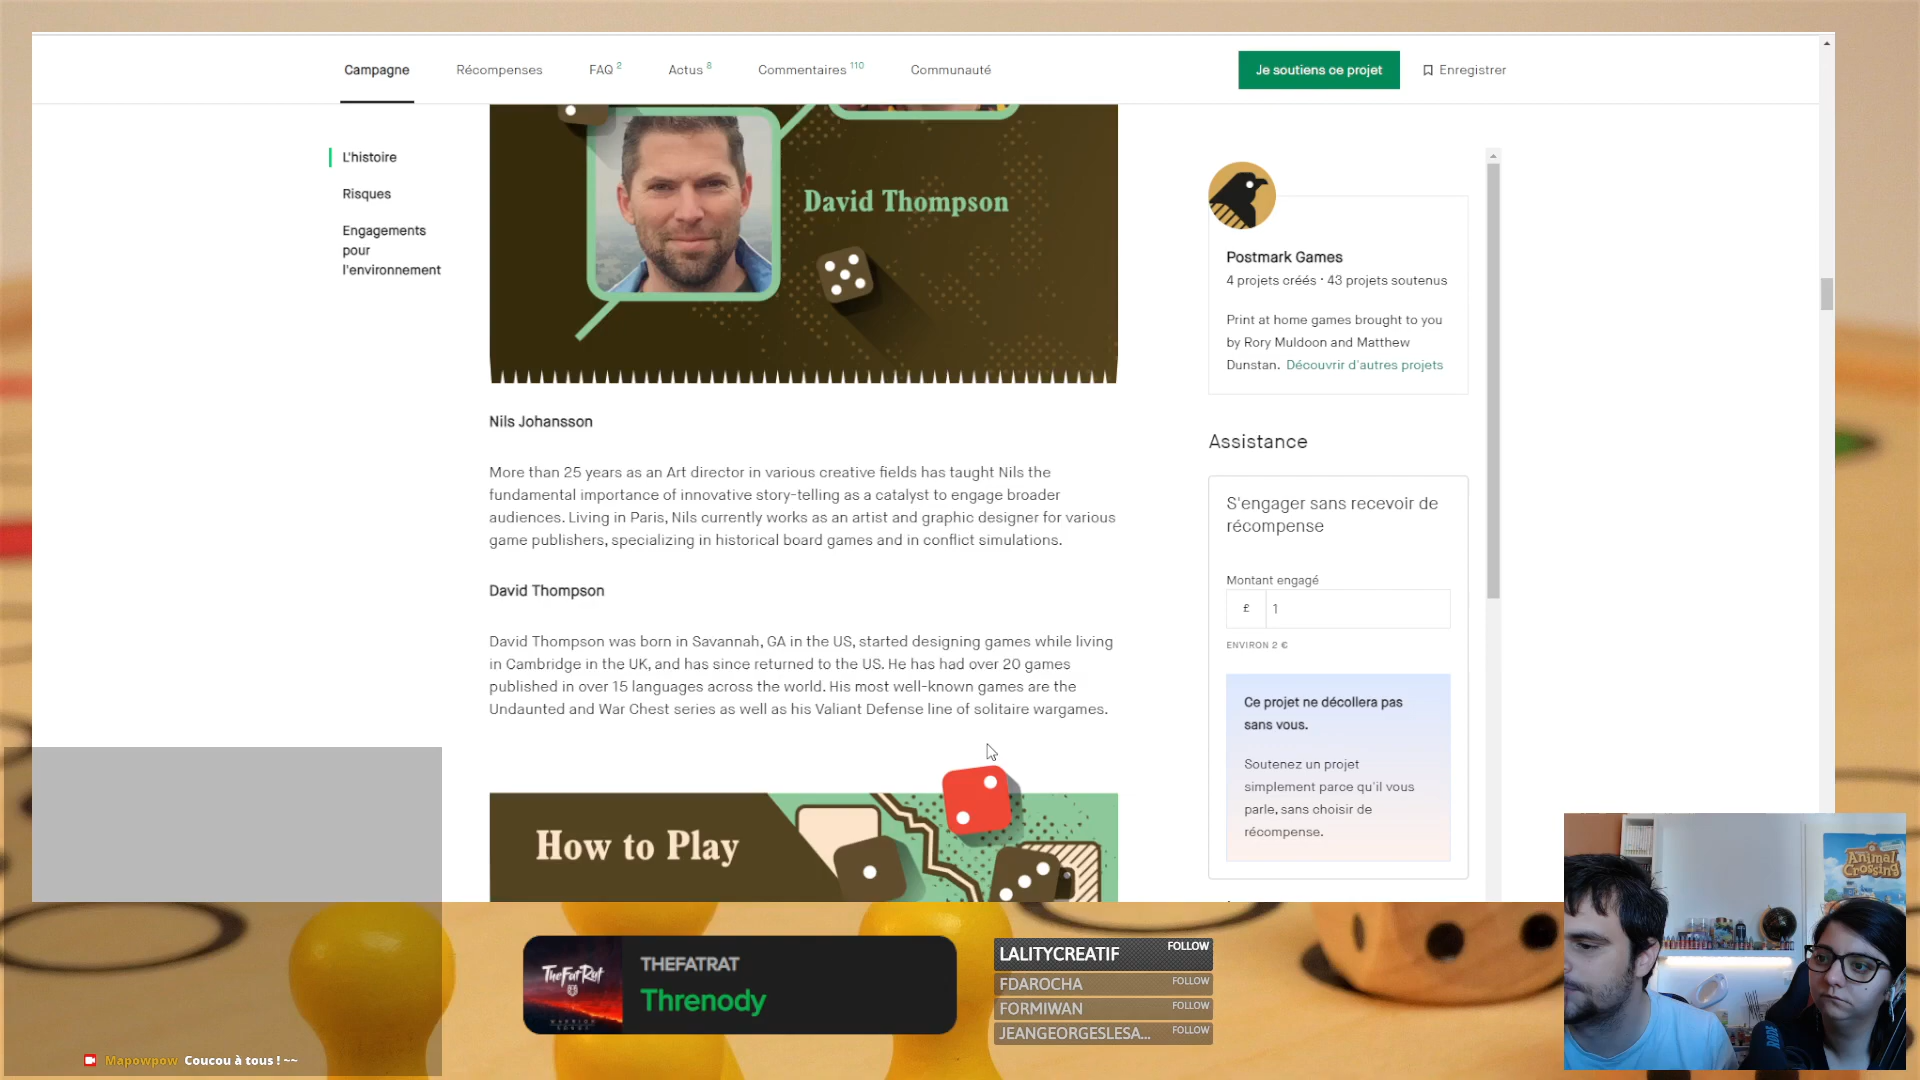 Campagne
Récompenses
FAQ 2
Actus 8
Commentaires 110
Communauté
Je soutiens ce projet
Enregistrer
L'histoire
Risques
Engagements
pour
l'environnement
David Thompson
Nils Johansson
More than 25 years as an Art director in various creative fields has taught Nils the
fundamental importance of innovative story-telling as a catalyst to engage broader
audiences. Living in Paris, Nils currently works as an artist and graphic designer for various
game publishers, specializing in historical board games and in conflict simulations.
David Thompson
David Thompson was born in Savannah, GA in the US, started designing games while living
in Cambridge in the UK, and has since returned to the US. He has had over 20 games
published in over 15 languages across the world. His most well-known games are the
Undaunted and War Chest series as well as his Valiant Defense line of solitaire wargames.
How to Play
Postmark Games
4 projets créés · 43 projets soutenus
Print at home games brought to you
by Rory Muldoon and Matthew
Dunstan. Découvrir d'autres projets
Assistance
S'engager sans recevoir de
récompense
Montant engagé
£ 1
ENVIRON 2 €
Ce projet ne décollera pas
sans vous.
Soutenez un projet
simplement parce qu'il vous
parle, sans choisir de
récompense.
Animal
Crossing
TheFatRat
THEFATRAT
Threnody
LALITYCREATIF FOLLOW
FDAROCHA FOLLOW
FORMIWAN FOLLOW
JEANGEORGESLESA... FOLLOW
Mapowpow Coucou à tous ! ~~